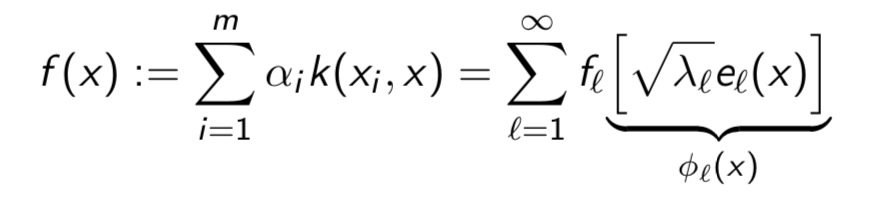 f(x) := \sum_{i=1}^{m} \alpha_i k(x_i, x) = \sum_{\ell=1}^{\infty} f_\ell \underbrace{\left[ \sqrt{\lambda_\ell} e_\ell(x) \right]}_{\phi_\ell(x)}